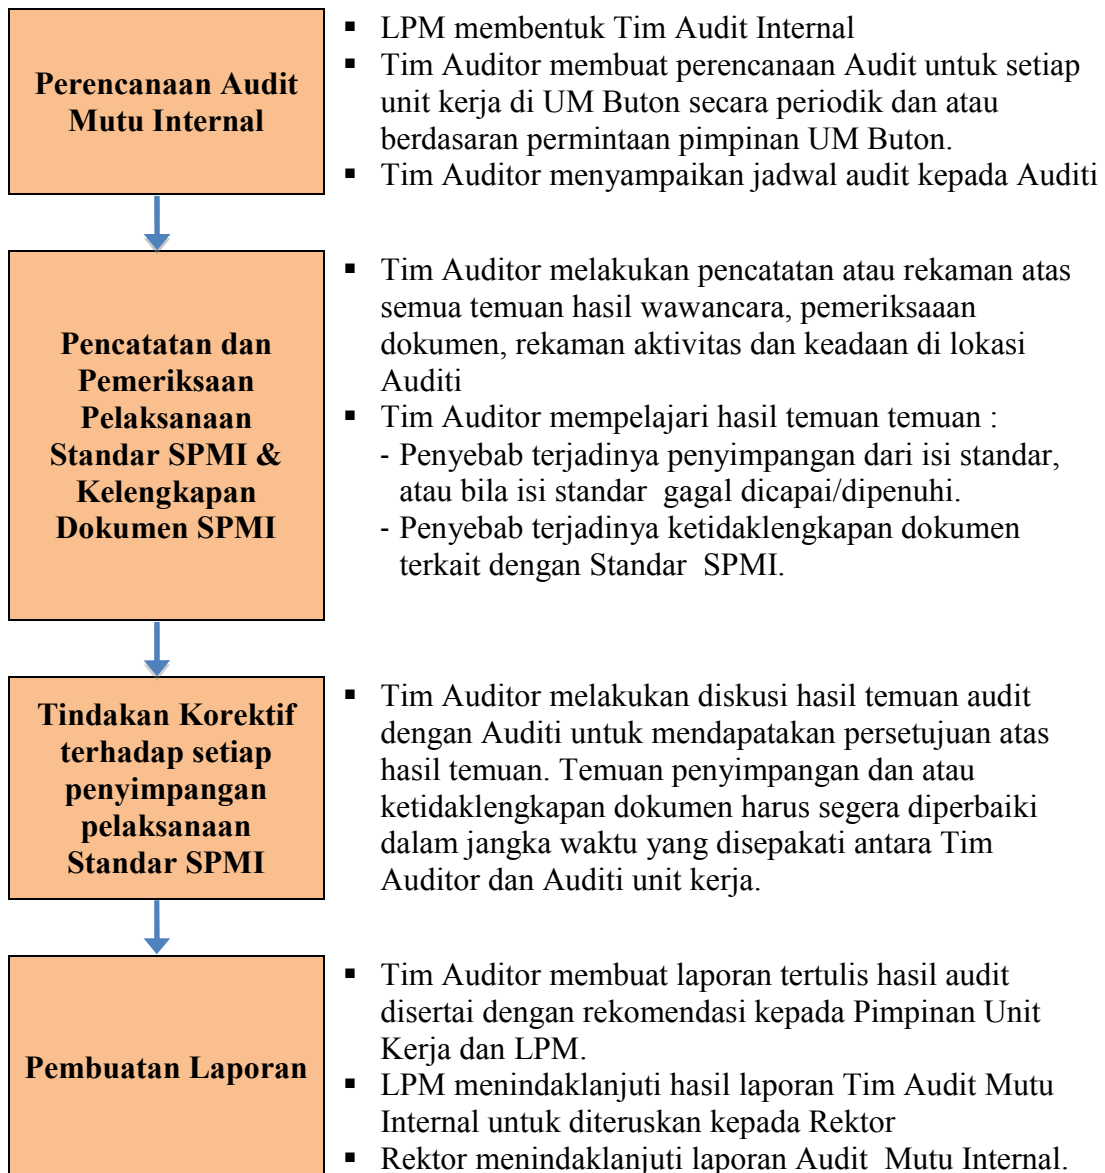 Perencanaan Audit
Mutu Internal
▪ LPM membentuk Tim Audit Internal
▪ Tim Auditor membuat perencanaan Audit untuk setiap
unit kerja di UM Buton secara periodik dan atau
berdasaran permintaan pimpinan UM Buton.
▪ Tim Auditor menyampaikan jadwal audit kepada Auditi
Pencatatan dan
Pemeriksaan
Pelaksanaan
Standar SPMI &
Kelengkapan
Dokumen SPMI
▪ Tim Auditor melakukan pencatatan atau rekaman atas
semua temuan hasil wawancara, pemeriksaaan
dokumen, rekaman aktivitas dan keadaan di lokasi
Auditi
▪ Tim Auditor mempelajari hasil temuan temuan :
- Penyebab terjadinya penyimpangan dari isi standar,
atau bila isi standar  gagal dicapai/dipenuhi.
- Penyebab terjadinya ketidaklengkapan dokumen
terkait dengan Standar  SPMI.
Tindakan Korektif
terhadap setiap
penyimpangan
pelaksanaan
Standar SPMI
▪ Tim Auditor melakukan diskusi hasil temuan audit
dengan Auditi untuk mendapatakan persetujuan atas
hasil temuan. Temuan penyimpangan dan atau
ketidaklengkapan dokumen harus segera diperbaiki
dalam jangka waktu yang disepakati antara Tim
Auditor dan Auditi unit kerja.
Pembuatan Laporan
▪ Tim Auditor membuat laporan tertulis hasil audit
disertai dengan rekomendasi kepada Pimpinan Unit
Kerja dan LPM.
▪ LPM menindaklanjuti hasil laporan Tim Audit Mutu
Internal untuk diteruskan kepada Rektor
▪ Rektor menindaklanjuti laporan Audit  Mutu Internal.